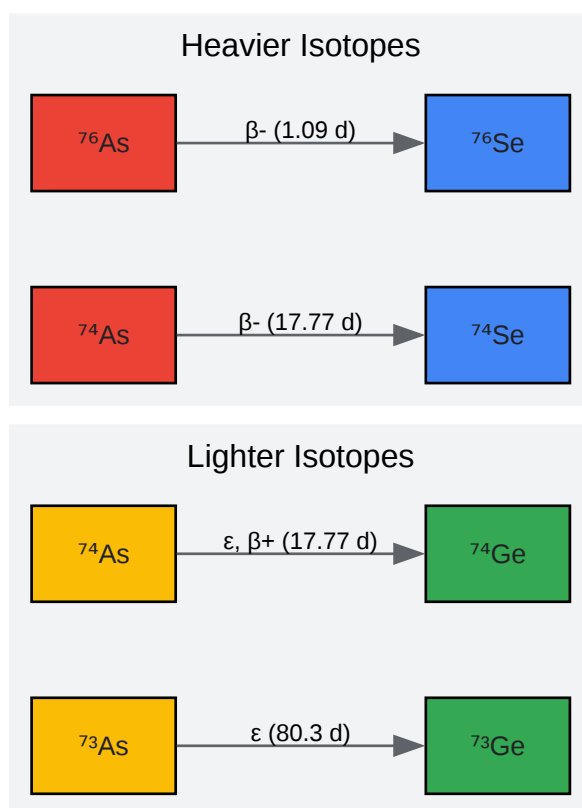 Heavier Isotopes
⁷⁶As β- (1.09 d) ⁷⁶Se
⁷⁴As β- (17.77 d) ⁷⁴Se
Lighter Isotopes
⁷⁴As ε, β+ (17.77 d) ⁷⁴Ge
⁷³As ε (80.3 d) ⁷³Ge